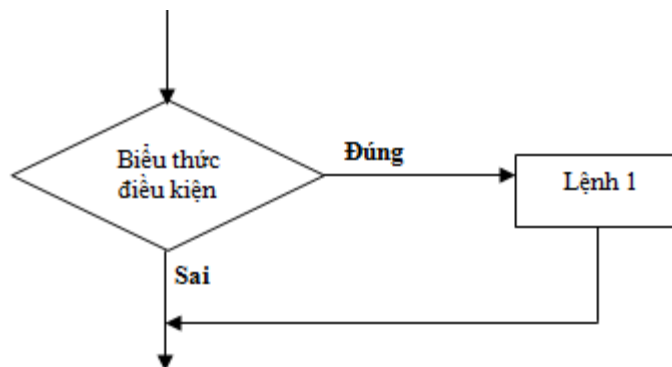 Biểu thức
điều kiện
Đúng
Lệnh 1
Sai